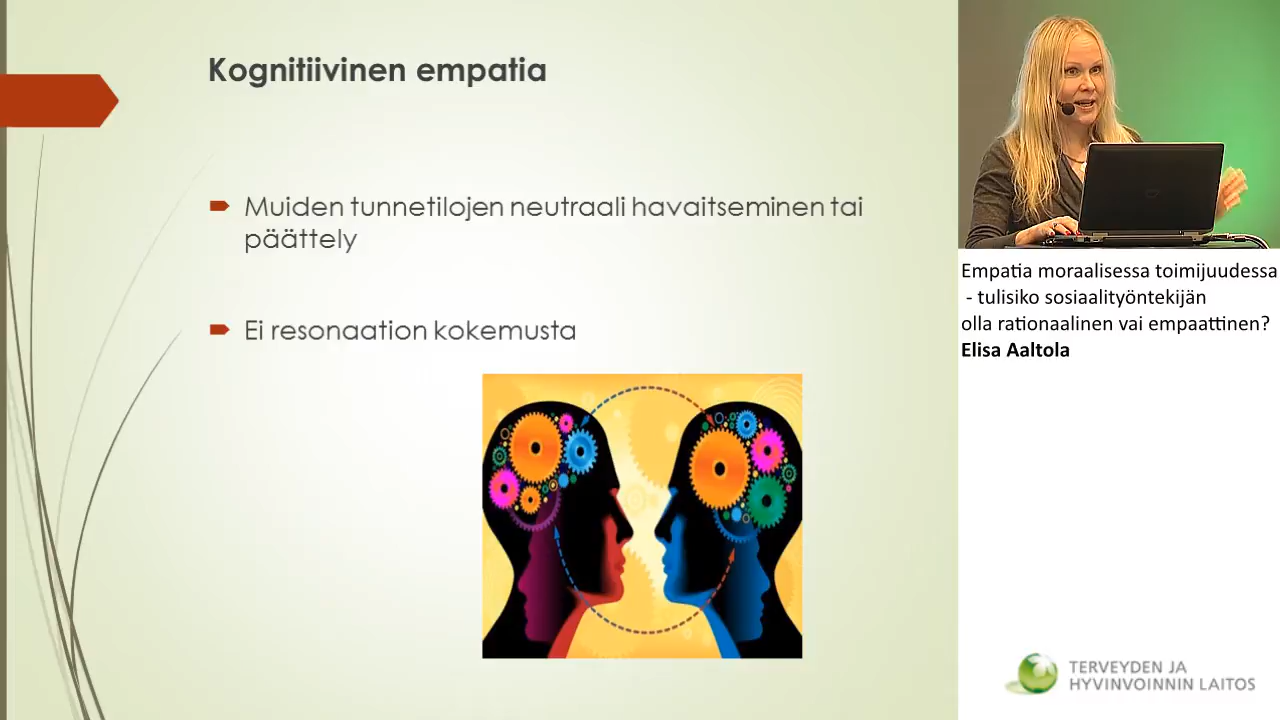 Kognitiivinen empatia
Muiden tunnetilojen neutraali havaitseminen tai
päättely
Ei resonaation kokemusta
Empatia moraalisessa toimijuudessa
- tulisiko sosiaalityöntekijän
olla rationaalinen vai empaattinen?
Elisa Aaltola
TERVEYDEN JA
HYVINVOINNIN LAITOS